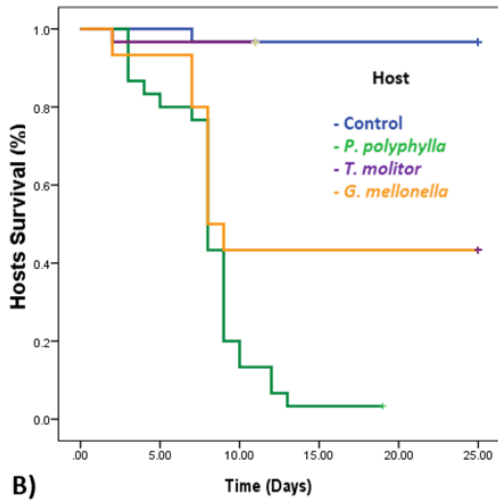 1.0
0.8
0.6
0.4
0.2
0.0
Hosts Survival (%)
Host
- Control
- P. polyphylla
- T. molitor
- G. mellonella
.00 5.00 10.00 15.00 20.00 25.00
B) Time (Days)